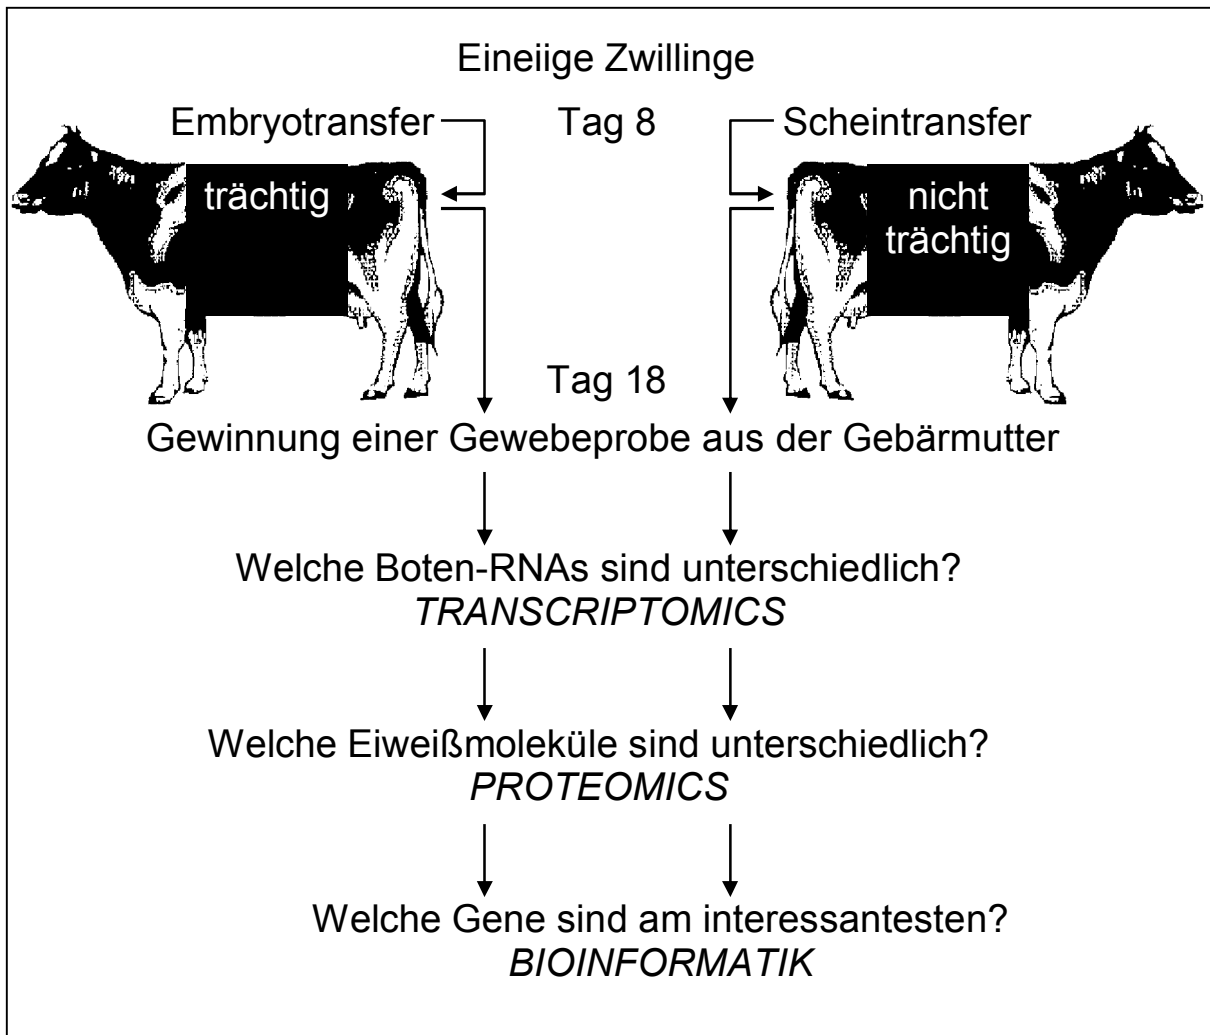 Eineiige Zwillinge
Embryotransfer Tag 8 Scheintransfer
trächtig
nicht
trächtig
Tag 18
Gewinnung einer Gewebeprobe aus der Gebärmutter
Welche Boten-RNAs sind unterschiedlich?
TRANSCRIPTOMICS
Welche Eiweißmoleküle sind unterschiedlich?
PROTEOMICS
Welche Gene sind am interessantesten?
BIOINFORMATIK